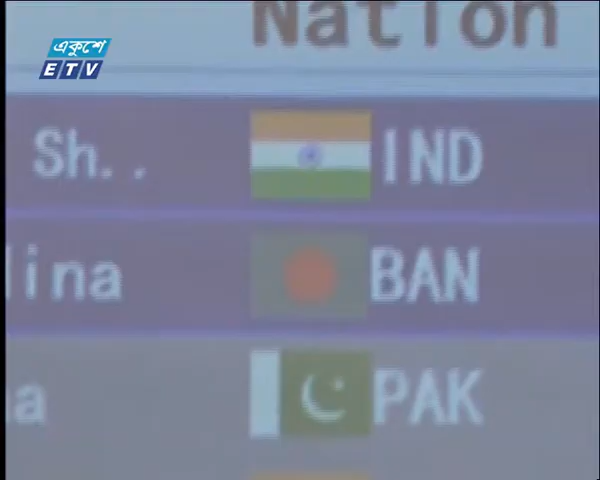 একুশে
ETV
Nation
Sh.. IND
lina BAN
a PAK